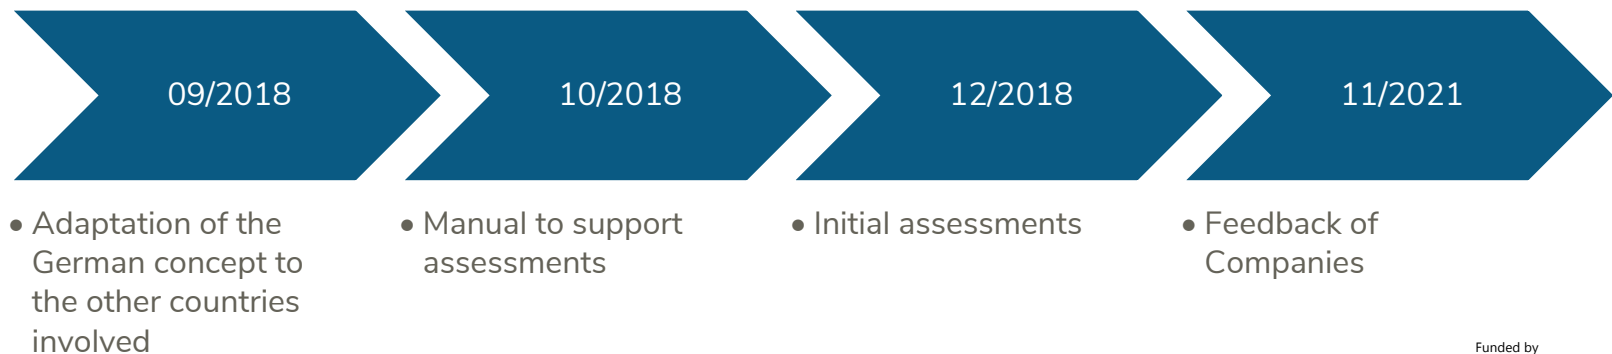 09/2018
10/2018
12/2018
11/2021
• Adaptation of the
German concept to
the other countries
involved
• Manual to support
assessments
• Initial assessments
• Feedback of
Companies
Funded by